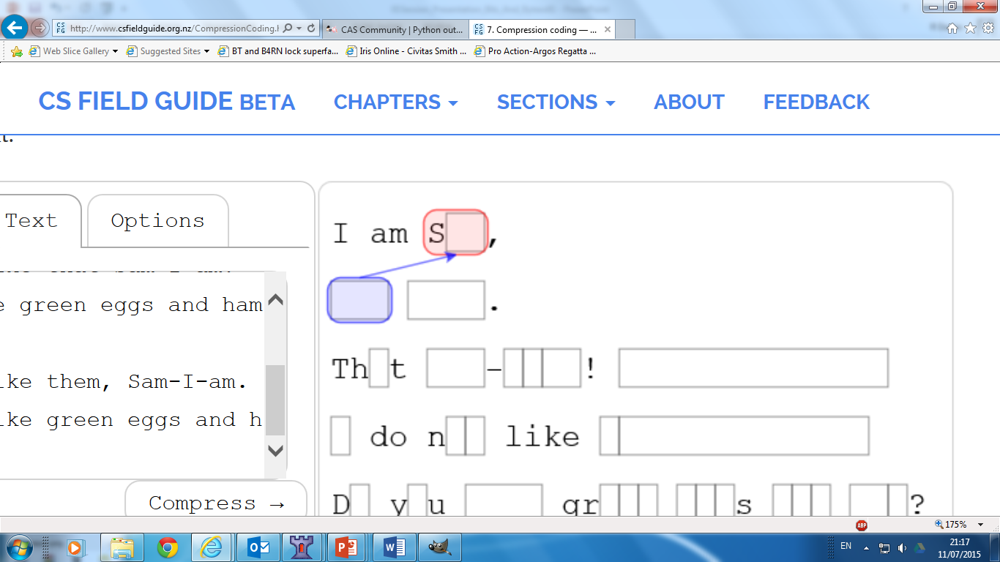 http://www.csfieldguide.org.nz/CompressionCoding.h
CAS Community | Python out...
7. Compression coding — ...
Web Slice Gallery
Suggested Sites
BT and B4RN lock superfa...
Iris Online - Civitas Smith ...
Pro Action-Argos Regatta ...
CS FIELD GUIDE BETA
CHAPTERS
SECTIONS
ABOUT
FEEDBACK
t.
Text
Options
e green eggs and ham
ike them, Sam-I-am.
ike green eggs and h
Compress →
I am S ,
.
Th t - !
do n like
D y u gr s ?
ABP
175%
EN
21:17
11/07/2015